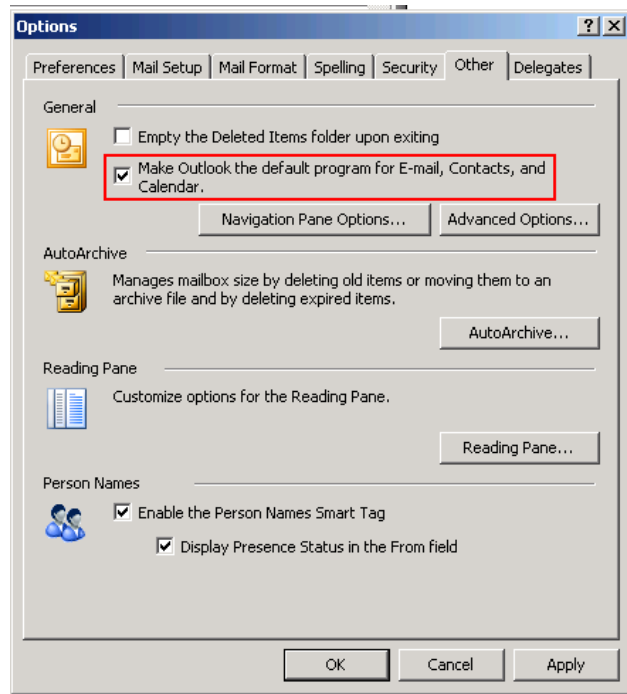 Options
Preferences Mail Setup Mail Format Spelling Security Other Delegates
General
Empty the Deleted Items folder upon exiting
Make Outlook the default program for E-mail, Contacts, and
Calendar.
Navigation Pane Options... Advanced Options...
AutoArchive
Manages mailbox size by deleting old items or moving them to an
archive file and by deleting expired items.
AutoArchive...
Reading Pane
Customize options for the Reading Pane.
Reading Pane...
Person Names
Enable the Person Names Smart Tag
Display Presence Status in the From field
OK Cancel Apply